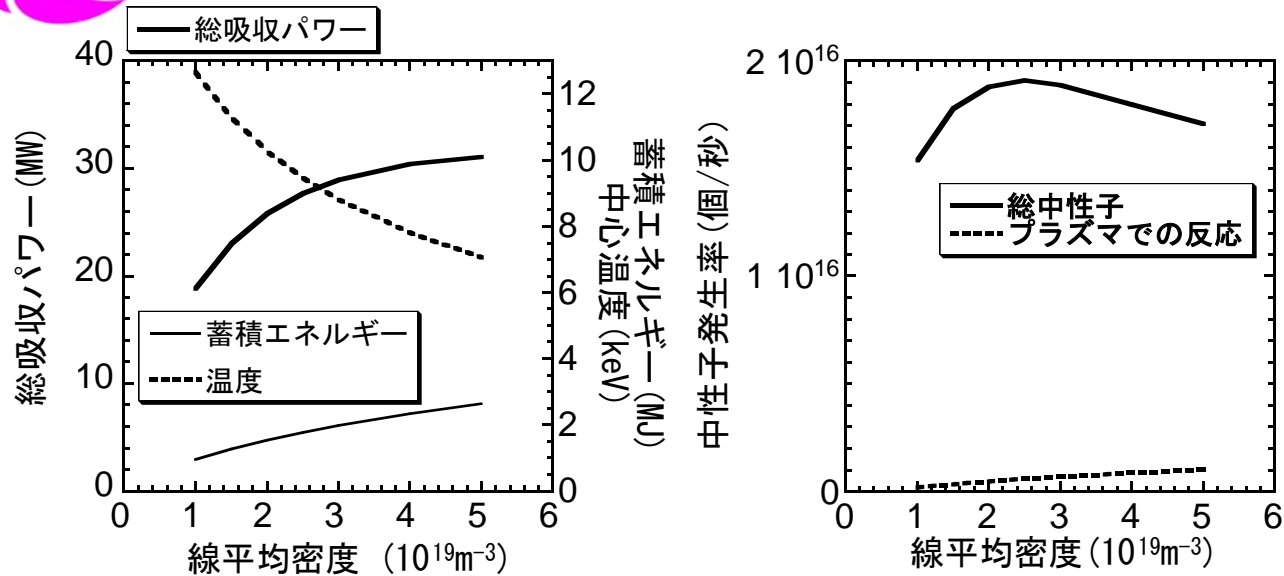 総吸収パワー
40
30
20
10
0
総吸収パワー(MW)
蓄積エネルギー
温度
12
10
8
6
4
2
0
蓄積エネルギー(MJ)
中心温度(keV)
0 1 2 3 4 5 6
線平均密度 (10¹⁹m⁻³)
2 10¹⁶
1 10¹⁶
0
中性子発生率(個/秒)
総中性子
プラズマでの反応
0 1 2 3 4 5 6
線平均密度(10¹⁹m⁻³)